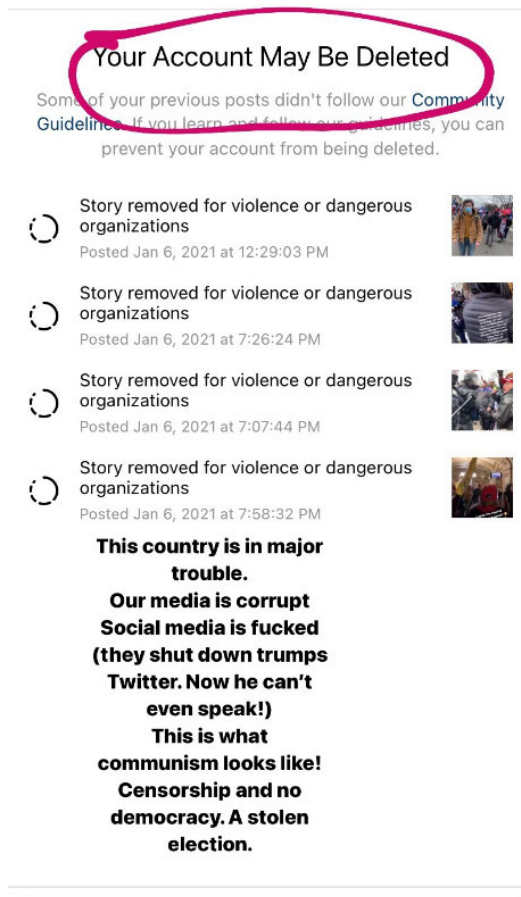 Your Account May Be Deleted
Some of your previous posts didn't follow our Community
Guidelines. If you learn and follow our guidelines, you can
prevent your account from being deleted.
Story removed for violence or dangerous
organizations
Posted Jan 6, 2021 at 12:29:03 PM
Story removed for violence or dangerous
organizations
Posted Jan 6, 2021 at 7:26:24 PM
Story removed for violence or dangerous
organizations
Posted Jan 6, 2021 at 7:07:44 PM
Story removed for violence or dangerous
organizations
Posted Jan 6, 2021 at 7:58:32 PM
This country is in major
trouble.
Our media is corrupt
Social media is fucked
(they shut down trumps
Twitter. Now he can't
even speak!)
This is what
communism looks like!
Censorship and no
democracy. A stolen
election.